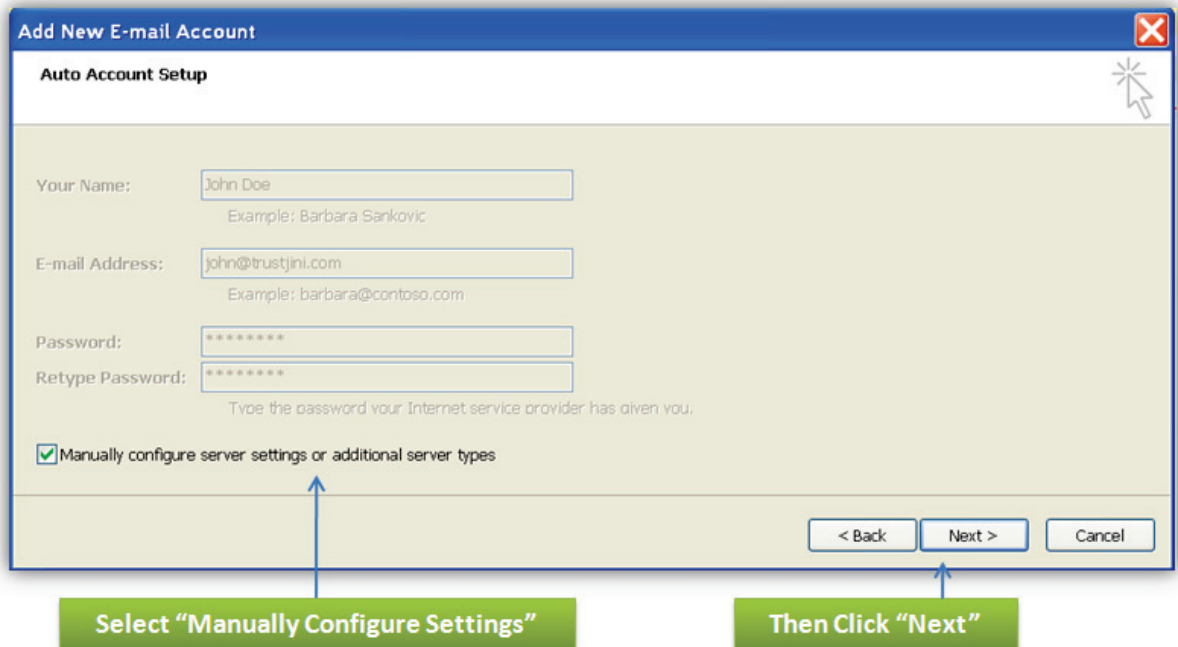 Add New E-mail Account
Auto Account Setup
Your Name:
John Doe
Example: Barbara Sankovic
E-mail Address:
john@trustjini.com
Example: barbara@contoso.com
Password:
********
Retype Password:
********
Type the password your Internet service provider has given you.
Manually configure server settings or additional server types
< Back Next > Cancel
Select “Manually Configure Settings” Then Click “Next”